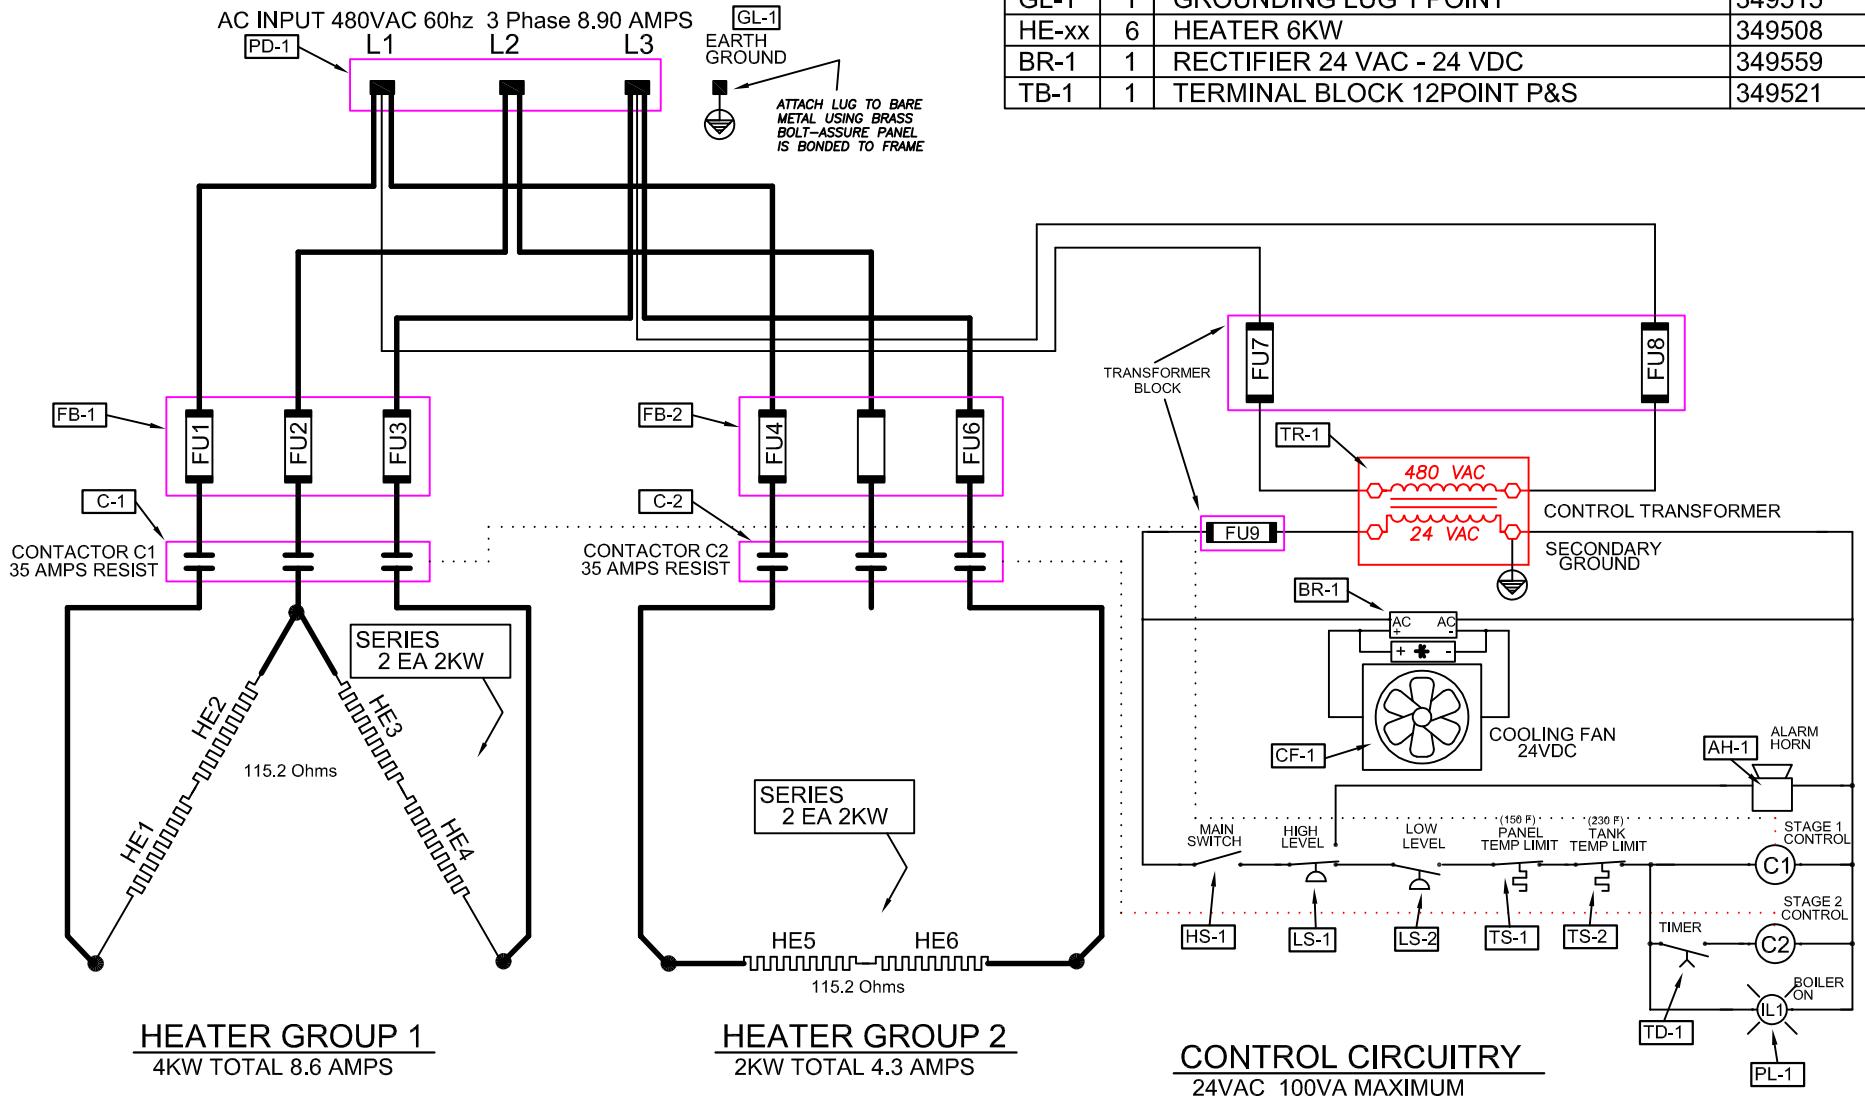 AC INPUT 480VAC 60hz  3 Phase 8.90 AMPS
GL-1
PD-1
L1
L2
L3
EARTH
GROUND
ATTACH LUG TO BARE
METAL USING BRASS
BOLT-ASSURE PANEL
IS BONDED TO FRAME
GL-1 1 GROUNDING LUG 1 POINT 349515
HE-xx 6 HEATER 6KW 349508
BR-1 1 RECTIFIER 24 VAC - 24 VDC 349559
TB-1 1 TERMINAL BLOCK 12POINT P&S 349521
FB-1
FU1
FU2
FU3
C-1
CONTACTOR C1
35 AMPS RESIST
SERIES
2 EA 2KW
HE2
HE3
115.2 Ohms
HE1
HE4
HEATER GROUP 1
4KW TOTAL 8.6 AMPS
FB-2
FU4
FU6
C-2
CONTACTOR C2
35 AMPS RESIST
SERIES
2 EA 2KW
HE5
HE6
115.2 Ohms
HEATER GROUP 2
2KW TOTAL 4.3 AMPS
TRANSFORMER
BLOCK
FU7
FU8
TR-1
480 VAC
24 VAC
FU9
CONTROL TRANSFORMER
SECONDARY
GROUND
BR-1
AC
AC
+
-
+
-
COOLING FAN
24VDC
CF-1
AH-1
ALARM
HORN
MAIN
SWITCH
HIGH
LEVEL
LOW
LEVEL
(150 F)
PANEL
TEMP LIMIT
(230 F)
TANK
TEMP LIMIT
STAGE 1
CONTROL
C1
HS-1
LS-1
LS-2
TS-1
TS-2
STAGE 2
CONTROL
TIMER
C2
BOILER
ON
IL1
TD-1
PL-1
CONTROL CIRCUITRY
24VAC  100VA MAXIMUM